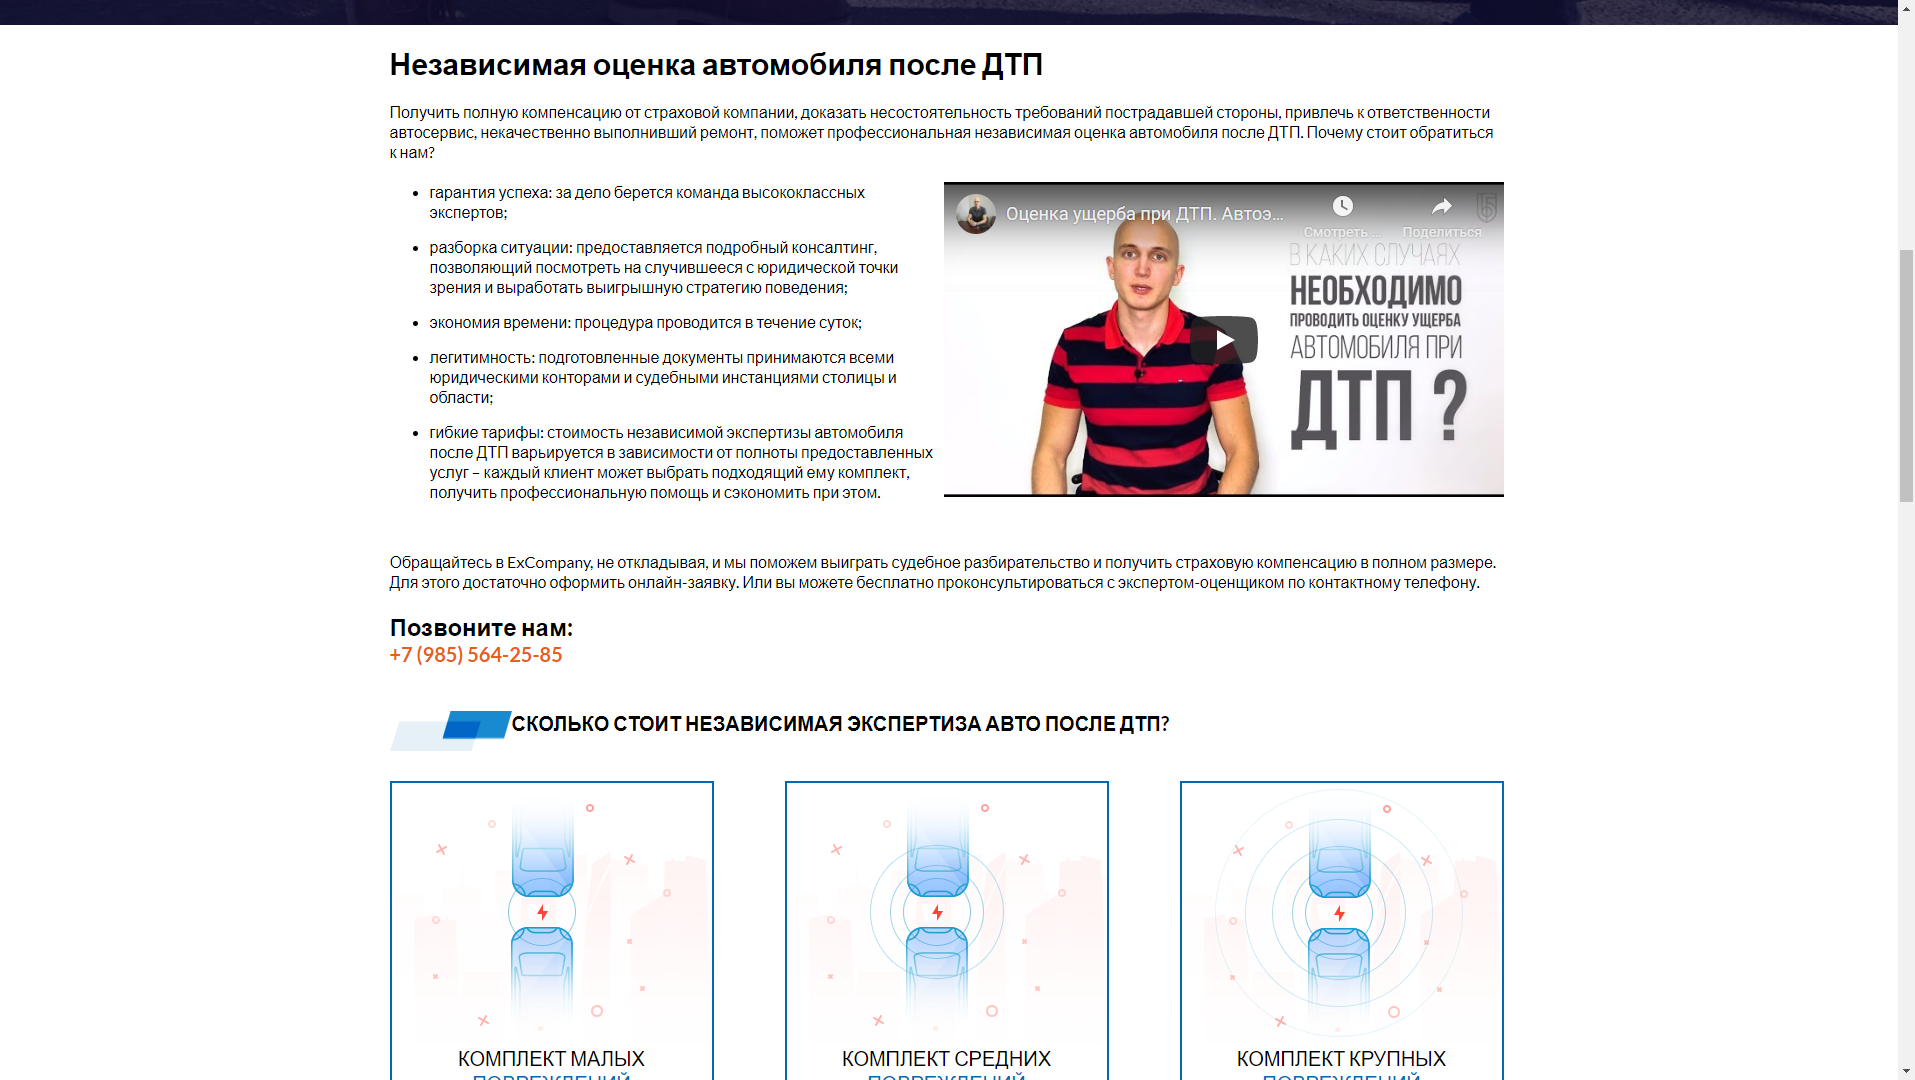 Независимая оценка автомобиля после ДТП
Получить полную компенсацию от страховой компании, доказать несостоятельность требований пострадавшей стороны, привлечь к ответственности
автосервис, некачественно выполнивший ремонт, поможет профессиональная независимая оценка автомобиля после ДТП. Почему стоит обратиться
к нам?
гарантия успеха: за дело берется команда высококлассных
экспертов;
разборка ситуации: предоставляется подробный консалтинг,
позволяющий посмотреть на случившееся с юридической точки
зрения и выработать выигрышную стратегию поведения;
экономия времени: процедура проводится в течение суток;
легитимность: подготовленные документы принимаются всеми
юридическими конторами и судебными инстанциями столицы и
области;
гибкие тарифы: стоимость независимой экспертизы автомобиля
после ДТП варьируется в зависимости от полноты предоставленных
услуг – каждый клиент может выбрать подходящий ему комплект,
получить профессиональную помощь и сэкономить при этом.
Оценка ущерба при ДТП. Автоэ...
Смотреть ...
Поделиться
В КАКИХ СЛУЧАЯХ
НЕОБХОДИМО
ПРОВОДИТЬ ОЦЕНКУ УЩЕРБА
АВТОМОБИЛЯ ПРИ
ДТП ?
Обращайтесь в ExCompany, не откладывая, и мы поможем выиграть судебное разбирательство и получить страховую компенсацию в полном размере.
Для этого достаточно оформить онлайн-заявку. Или вы можете бесплатно проконсультироваться с экспертом-оценщиком по контактному телефону.
Позвоните нам:
+7 (985) 564-25-85
СКОЛЬКО СТОИТ НЕЗАВИСИМАЯ ЭКСПЕРТИЗА АВТО ПОСЛЕ ДТП?
КОМПЛЕКТ МАЛЫХ
ПОВРЕЖДЕНИЙ
КОМПЛЕКТ СРЕДНИХ
ПОВРЕЖДЕНИЙ
КОМПЛЕКТ КРУПНЫХ
ПОВРЕЖДЕНИЙ